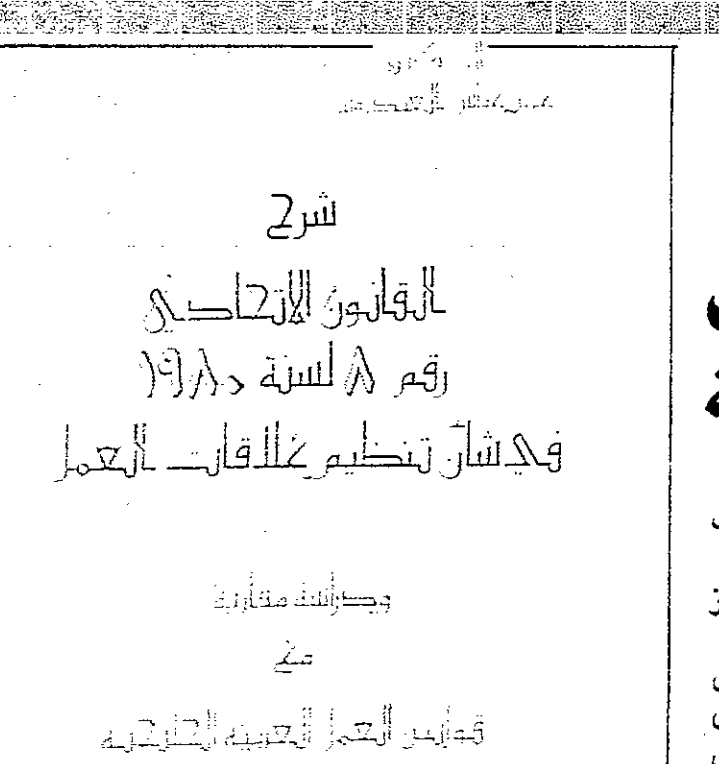 شرح
القانون الاتحادي
رقم ٨ لسنة ١٩٨٠
في شأن تنظيم علاقات العمل
ودراسة مقارنة
مع
قوانين العمل العربية الخليجية